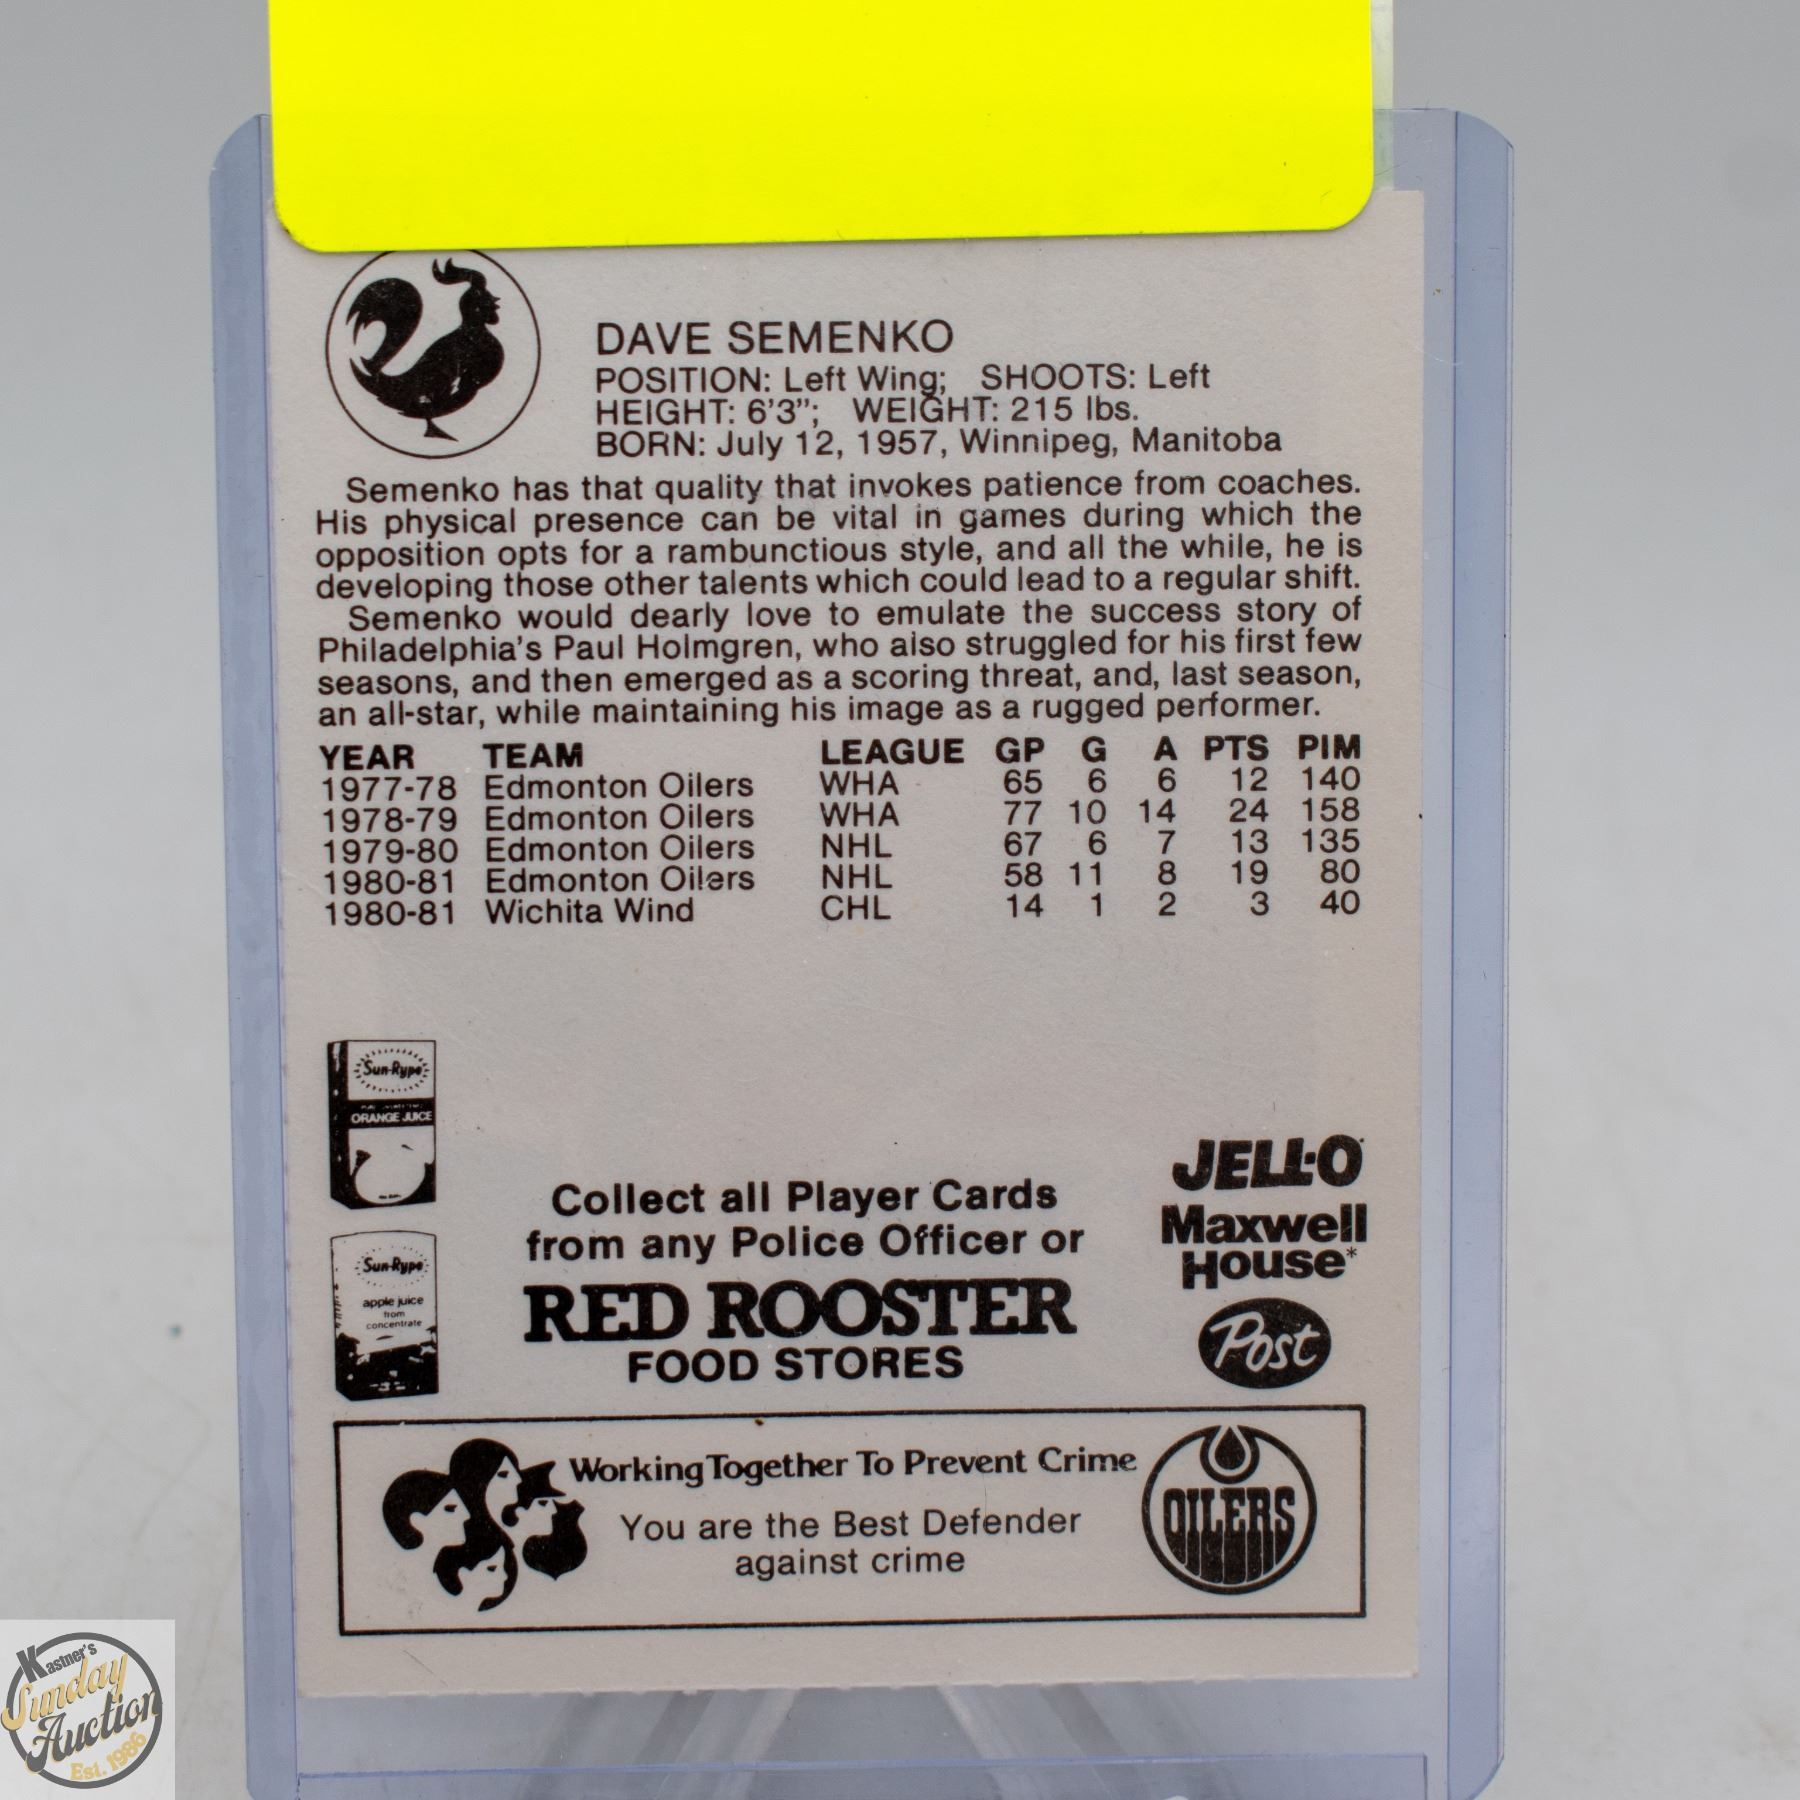 DAVE SEMENKO
POSITION: Left Wing; SHOOTS: Left
HEIGHT: 6'3"; WEIGHT: 215 lbs.
BORN: July 12, 1957, Winnipeg, Manitoba
Semenko has that quality that invokes patience from coaches.
His physical presence can be vital in games during which the
opposition opts for a rambunctious style, and all the while, he is
developing those other talents which could lead to a regular shift.
Semenko would dearly love to emulate the success story of
Philadelphia's Paul Holmgren, who also struggled for his first few
seasons, and then emerged as a scoring threat, and, last season,
an all-star, while maintaining his image as a rugged performer.
YEAR TEAM LEAGUE GP G A PTS PIM
1977-78 Edmonton Oilers WHA 65 6 6 12 140
1978-79 Edmonton Oilers WHA 77 10 14 24 158
1979-80 Edmonton Oilers NHL 67 6 7 13 135
1980-81 Edmonton Oilers NHL 58 11 8 19 80
1980-81 Wichita Wind CHL 14 1 2 3 40
Sun-Rype
ORANGE JUICE
Sun-Rype
apple juice
from
concentrate
Collect all Player Cards
from any Police Officer or
RED ROOSTER
FOOD STORES
JELL-O
Maxwell
House*
Post
Working Together To Prevent Crime
You are the Best Defender
against crime
OILERS
Kastner's
Sunday
Auction
Est. 1986